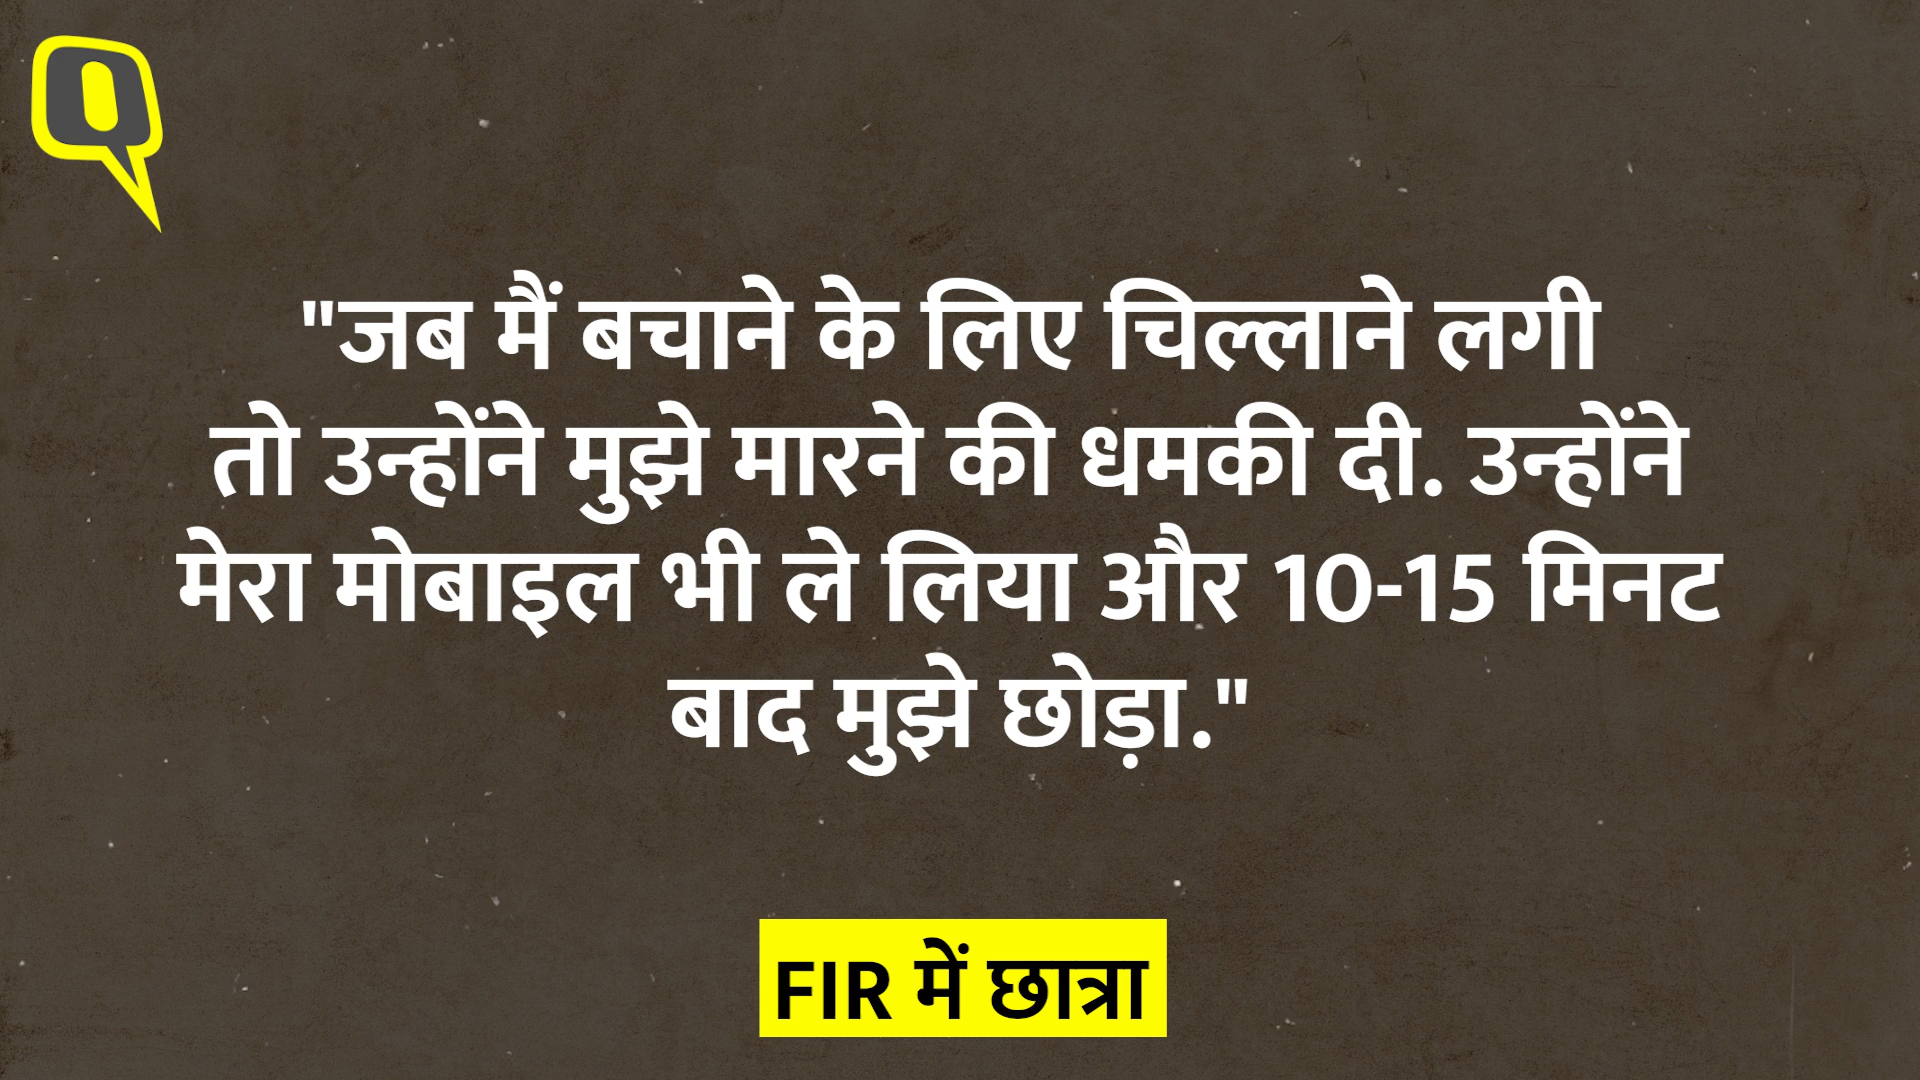 "जब मैं बचाने के लिए चिल्लाने लगी
तो उन्होंने मुझे मारने की धमकी दी. उन्होंने
मेरा मोबाइल भी ले लिया और 10-15 मिनट
बाद मुझे छोड़ा."
FIR में छात्रा